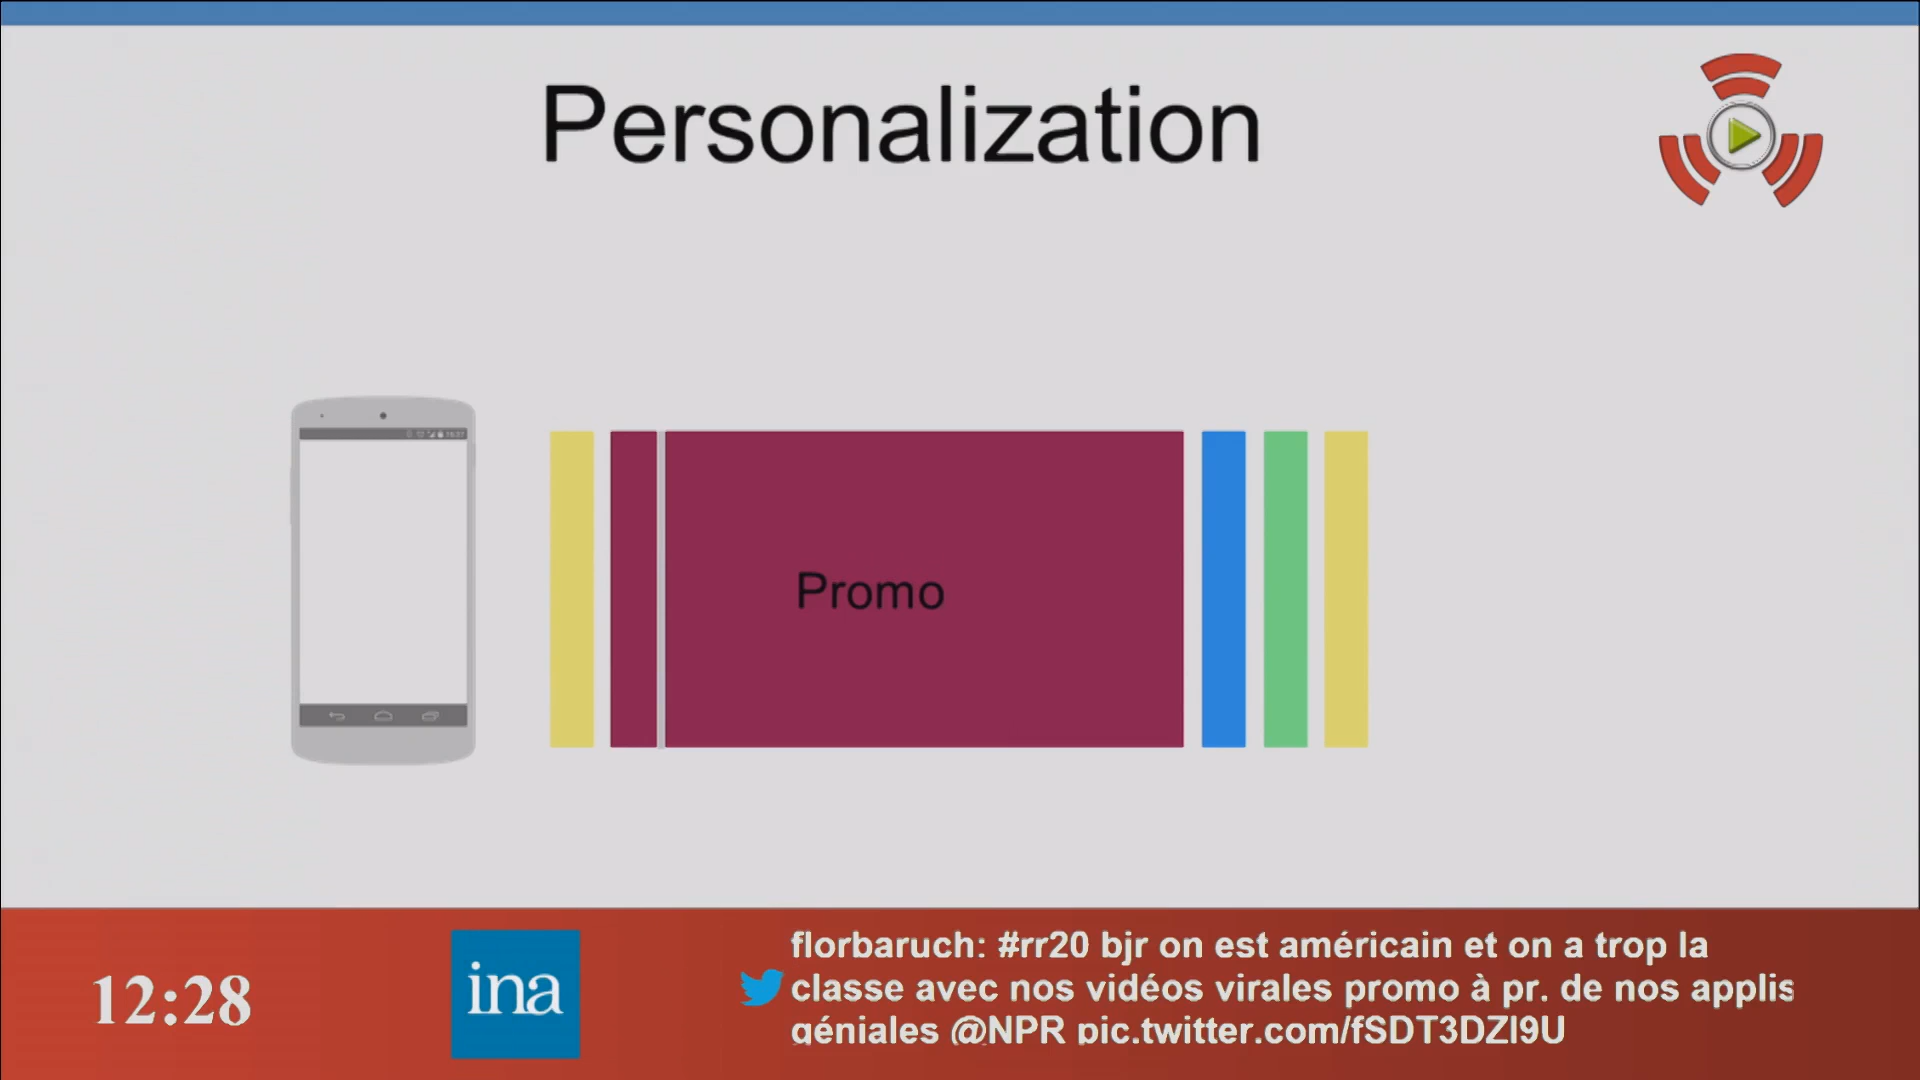 Personalization
Promo
12:28
ina
florbaruch: #rr20 bjr on est américain et on a trop la
classe avec nos vidéos virales promo à pr. de nos applis
géniales @NPR pic.twitter.com/fSDT3DZI9U